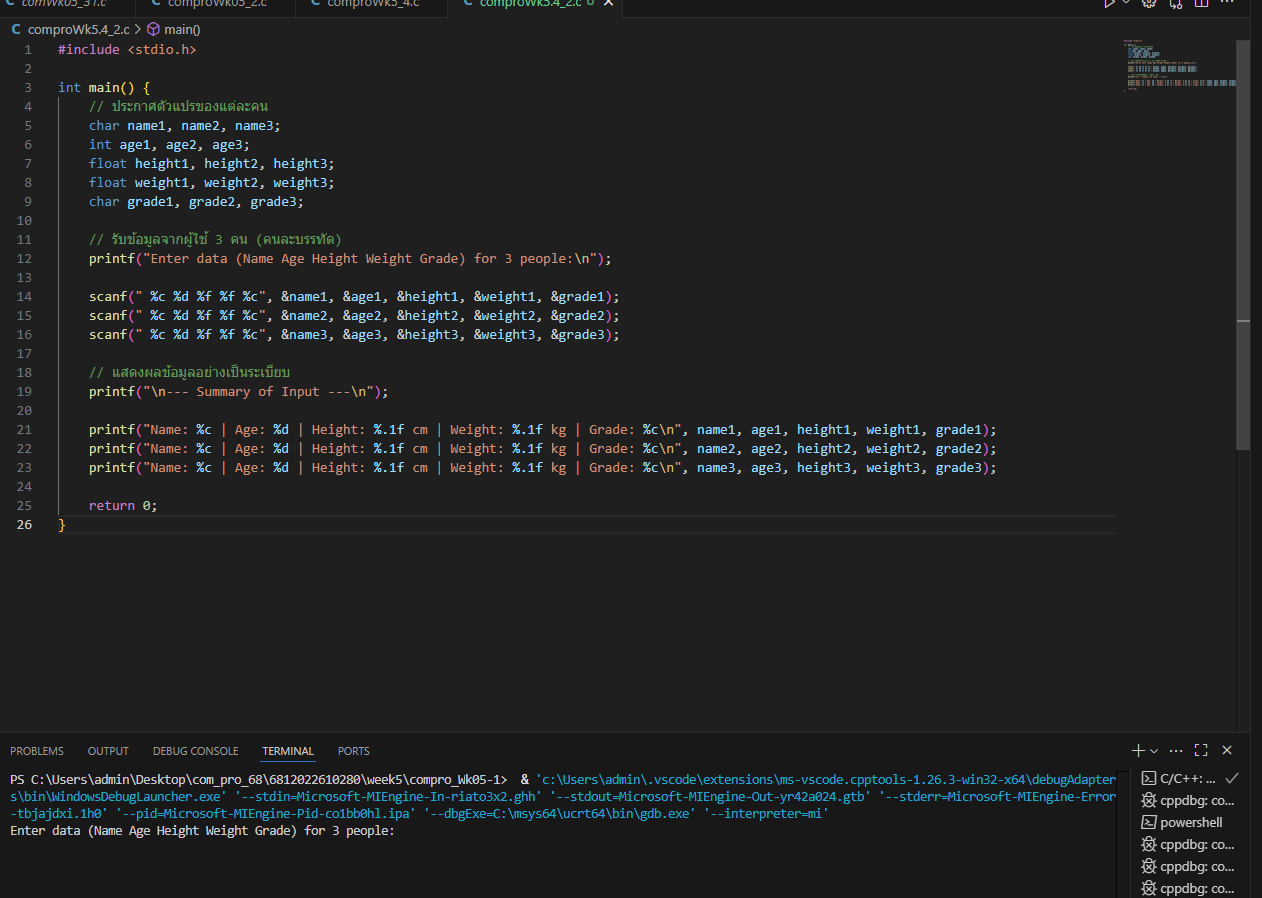 comWk05_31.c comproWk05_2.c comproWk5_4.c comproWk5.4_2.c U
C comproWk5.4_2.c > main()
1 #include <stdio.h>
2
3 int main() {
4 // ประกาศตัวแปรของแต่ละคน
5 char name1, name2, name3;
6 int age1, age2, age3;
7 float height1, height2, height3;
8 float weight1, weight2, weight3;
9 char grade1, grade2, grade3;
10
11 // รับข้อมูลจากผู้ใช้ 3 คน (คนละบรรทัด)
12 printf("Enter data (Name Age Height Weight Grade) for 3 people:\n");
13
14 scanf(" %c %d %f %f %c", &name1, &age1, &height1, &weight1, &grade1);
15 scanf(" %c %d %f %f %c", &name2, &age2, &height2, &weight2, &grade2);
16 scanf(" %c %d %f %f %c", &name3, &age3, &height3, &weight3, &grade3);
17
18 // แสดงผลข้อมูลอย่างเป็นระเบียบ
19 printf("\n--- Summary of Input ---\n");
20
21 printf("Name: %c | Age: %d | Height: %.1f cm | Weight: %.1f kg | Grade: %c\n", name1, age1, height1, weight1, grade1);
22 printf("Name: %c | Age: %d | Height: %.1f cm | Weight: %.1f kg | Grade: %c\n", name2, age2, height2, weight2, grade2);
23 printf("Name: %c | Age: %d | Height: %.1f cm | Weight: %.1f kg | Grade: %c\n", name3, age3, height3, weight3, grade3);
24
25 return 0;
26 }
PROBLEMS OUTPUT DEBUG CONSOLE TERMINAL PORTS
PS C:\Users\admin\Desktop\com_pro_68\6812022610280\week5\compro_Wk05-1> & 'c:\Users\admin\.vscode\extensions\ms-vscode.cpptools-1.26.3-win32-x64\debugAdapter
s\bin\WindowsDebugLauncher.exe' '--stdin=Microsoft-MIEngine-In-riato3x2.ghh' '--stdout=Microsoft-MIEngine-Out-yr42a024.gtb' '--stderr=Microsoft-MIEngine-Error
-tbjajdxi.1h0' '--pid=Microsoft-MIEngine-Pid-co1bb0hl.ipa' '--dbgExe=C:\msys64\ucrt64\bin\gdb.exe' '--interpreter=mi'
Enter data (Name Age Height Weight Grade) for 3 people:
C/C++: ...
cppdbg: co...
powershell
cppdbg: co...
cppdbg: co...
cppdbg: co...